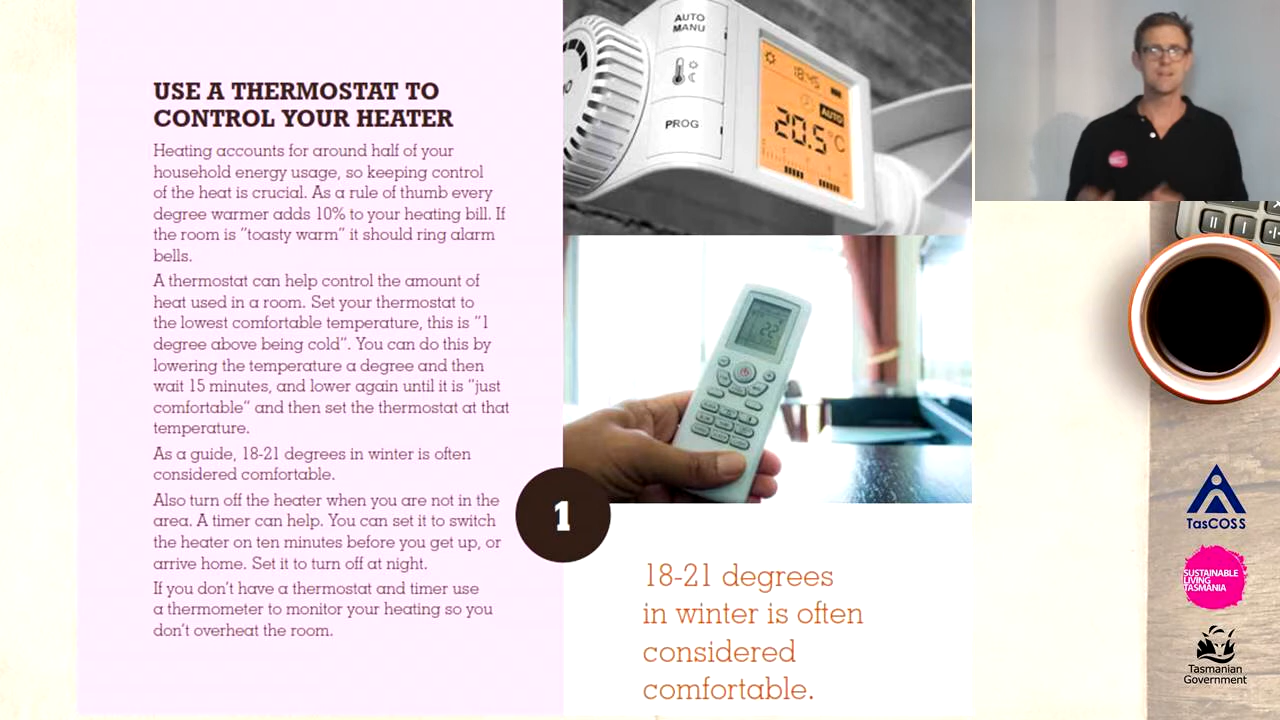 USE A THERMOSTAT TO
CONTROL YOUR HEATER
Heating accounts for around half of your
household energy usage, so keeping control
of the heat is crucial. As a rule of thumb every
degree warmer adds 10% to your heating bill. If
the room is "toasty warm" it should ring alarm
bells.
A thermostat can help control the amount of
heat used in a room. Set your thermostat to
the lowest comfortable temperature, this is "1
degree above being cold". You can do this by
lowering the temperature a degree and then
wait 15 minutes, and lower again until it is "just
comfortable" and then set the thermostat at that
temperature.
As a guide, 18-21 degrees in winter is often
considered comfortable.
Also turn off the heater when you are not in the
area. A timer can help. You can set it to switch
the heater on ten minutes before you get up, or
arrive home. Set it to turn off at night.
If you don't have a thermostat and timer use
a thermometer to monitor your heating so you
don't overheat the room.
AUTO
MANU
PROG
18:45
AUTO
20.5°C
22
1
18-21 degrees
in winter is often
considered
comfortable.
TasCOSS
SUSTAINABLE
LIVING
TASMANIA
Tasmanian
Government